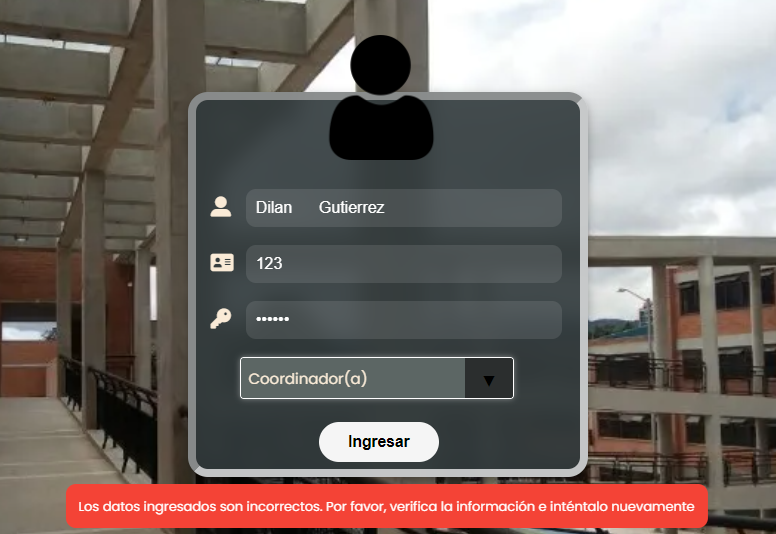 Dilan      Gutierrez
123
••••••
Coordinador(a) ▼
Ingresar
Los datos ingresados son incorrectos. Por favor, verifica la información e inténtalo nuevamente